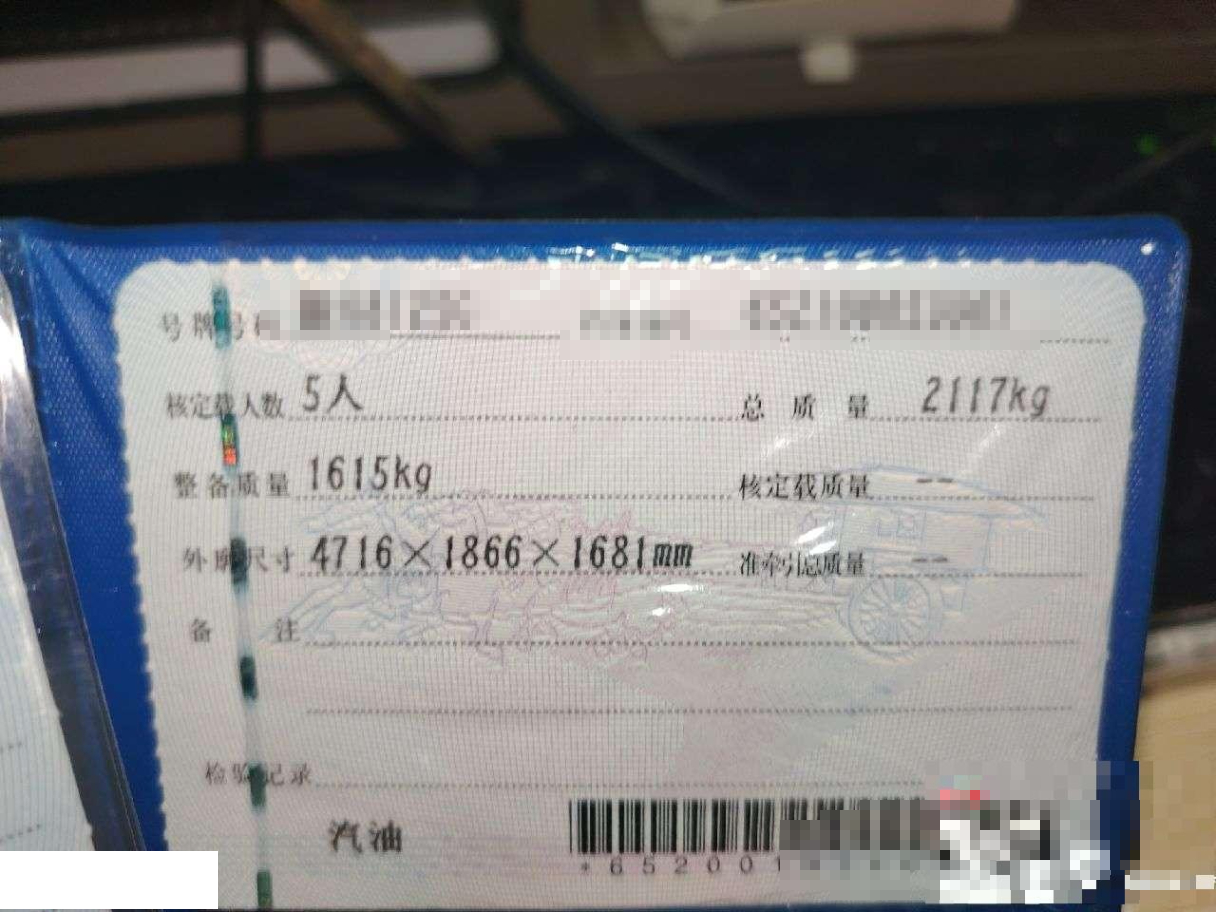 号牌号码
核定载人数 5人 总质量 2117kg
整备质量 1615kg 核定载质量 --
外廓尺寸 4716×1866×1681mm 准牵引总质量 --
备注
检验记录
汽油
*652001